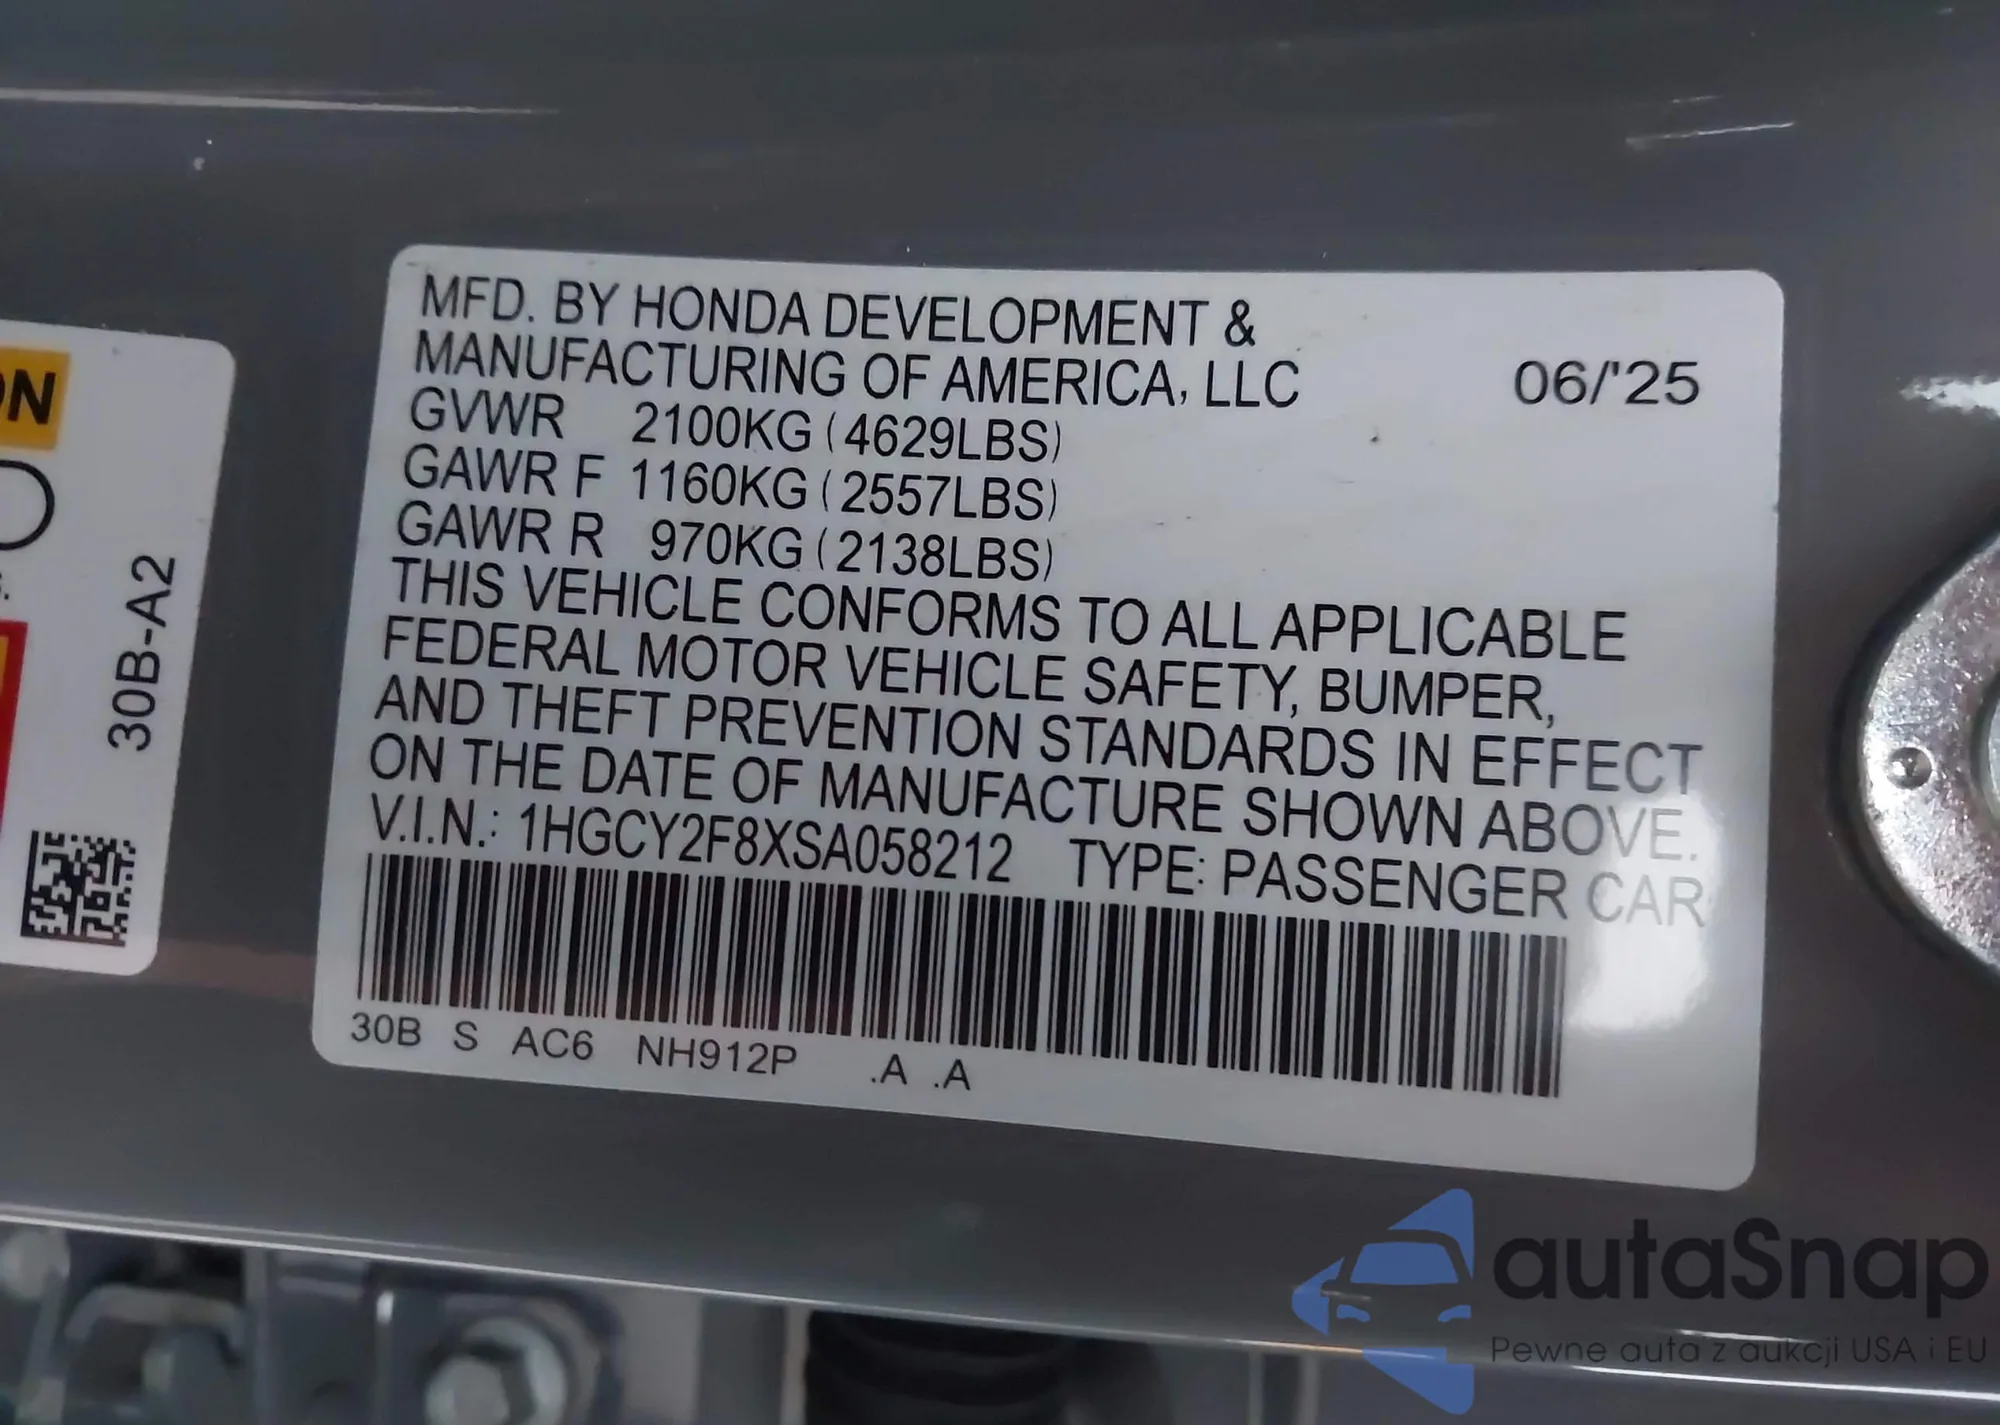 ON
30B-A2
MFD. BY HONDA DEVELOPMENT &
MANUFACTURING OF AMERICA, LLC 06/'25
GVWR 2100KG (4629LBS)
GAWR F 1160KG (2557LBS)
GAWR R 970KG (2138LBS)
THIS VEHICLE CONFORMS TO ALL APPLICABLE
FEDERAL MOTOR VEHICLE SAFETY, BUMPER,
AND THEFT PREVENTION STANDARDS IN EFFECT
ON THE DATE OF MANUFACTURE SHOWN ABOVE.
V.I.N.: 1HGCY2F8XSA058212 TYPE: PASSENGER CAR
30B S AC6 NH912P .A .A
autaSnap
Pewne auta z aukcji USA i EU